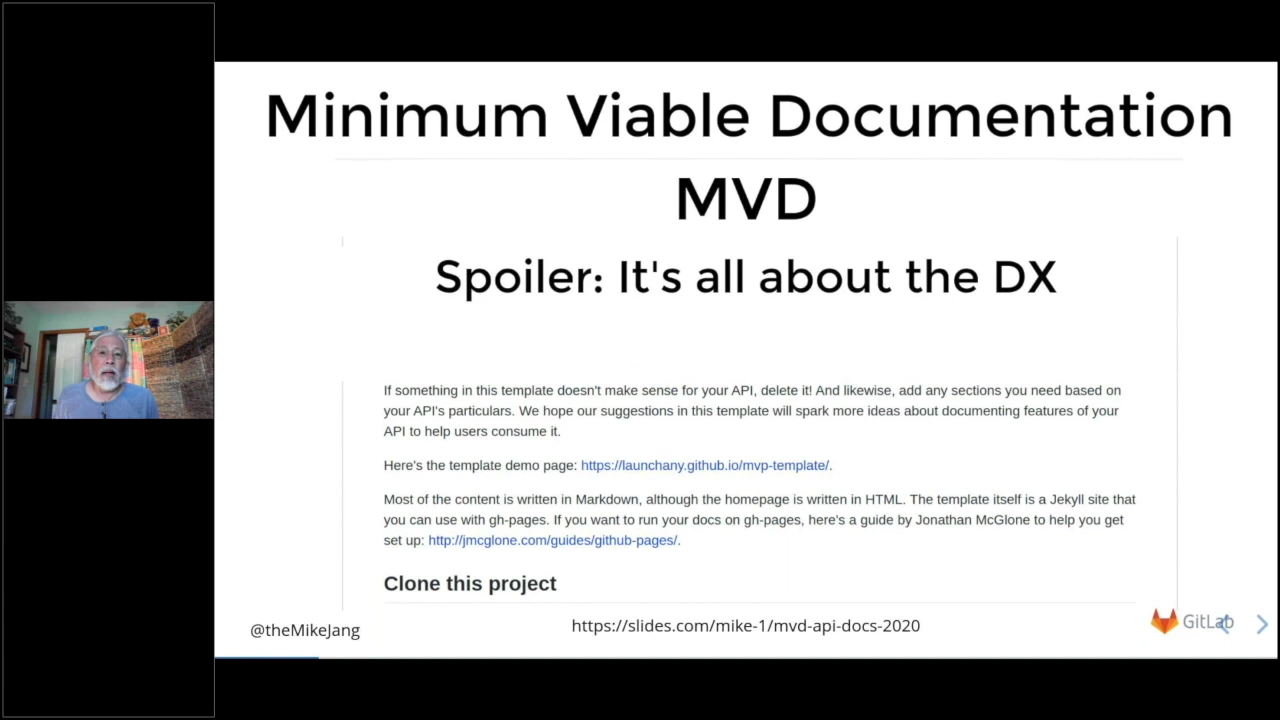 Minimum Viable Documentation
MVD
Spoiler: It's all about the DX
If something in this template doesn't make sense for your API, delete it! And likewise, add any sections you need based on
your API's particulars. We hope our suggestions in this template will spark more ideas about documenting features of your
API to help users consume it.
Here's the template demo page: https://launchany.github.io/mvp-template/.
Most of the content is written in Markdown, although the homepage is written in HTML. The template itself is a Jekyll site that
you can use with gh-pages. If you want to run your docs on gh-pages, here's a guide by Jonathan McGlone to help you get
set up: http://jmcglone.com/guides/github-pages/.
Clone this project
@theMikeJang
https://slides.com/mike-1/mvd-api-docs-2020
GitLab